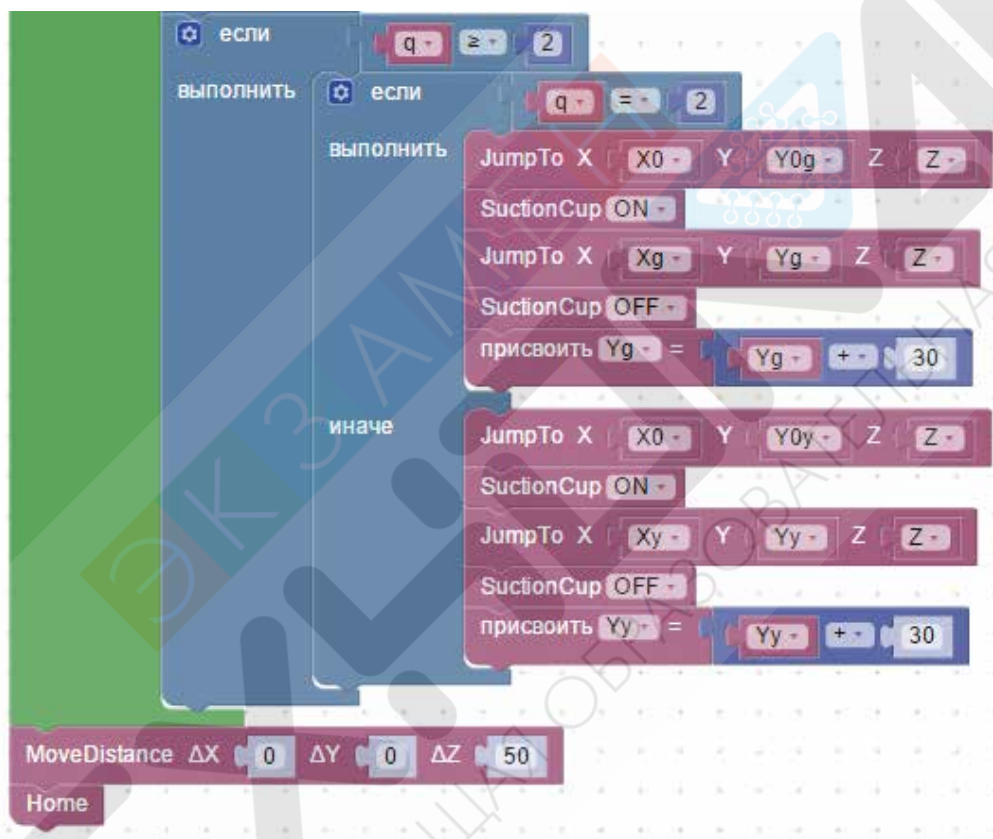 если q ≥ 2
выполнить если q = 2
выполнить JumpTo X X0 Y Y0g Z Z
SuctionCup ON
JumpTo X Xg Y Yg Z Z
SuctionCup OFF
присвоить Yg = Yg + 30
иначе JumpTo X X0 Y Y0y Z Z
SuctionCup ON
JumpTo X Xy Y Yy Z Z
SuctionCup OFF
присвоить Yy = Yy + 30
MoveDistance ΔX 0 ΔY 0 ΔZ 50
Home
ЭКЗАМЕН